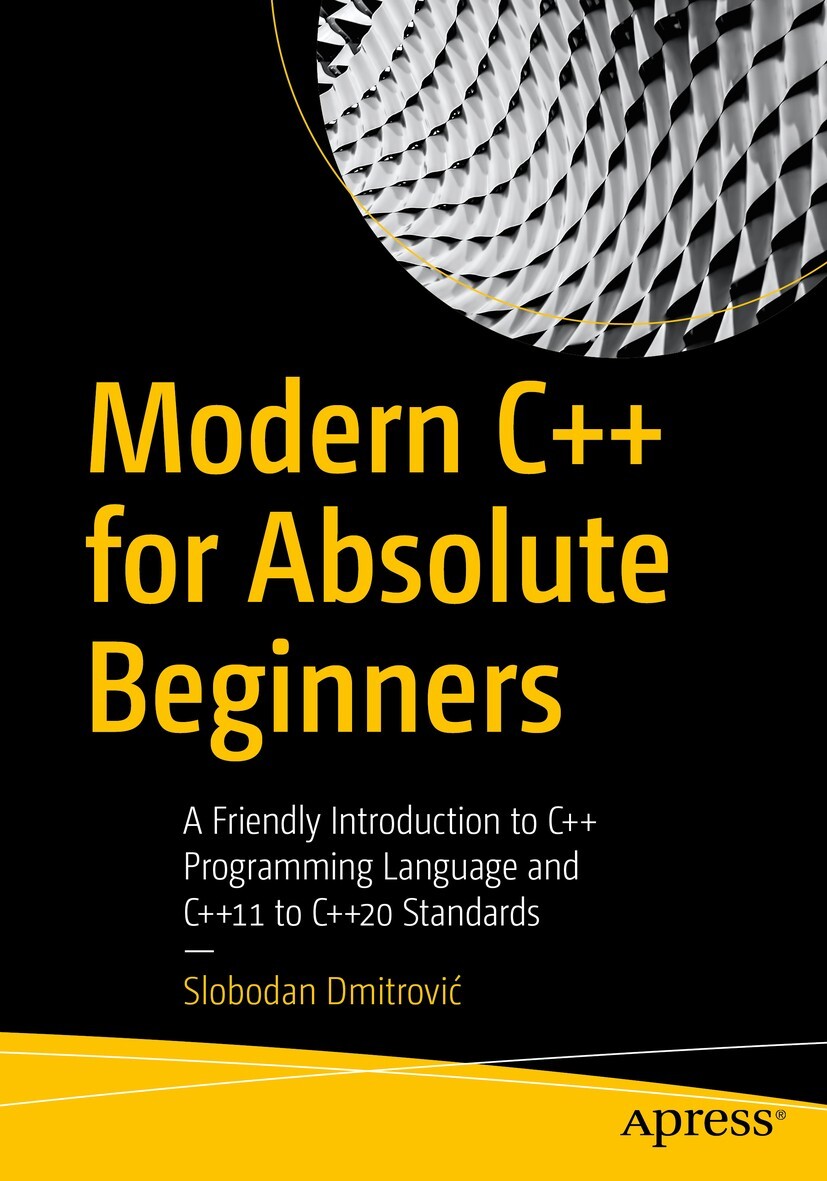 Modern C++
for Absolute
Beginners
A Friendly Introduction to C++
Programming Language and
C++11 to C++20 Standards
—
Slobodan Dmitrović
Apress®